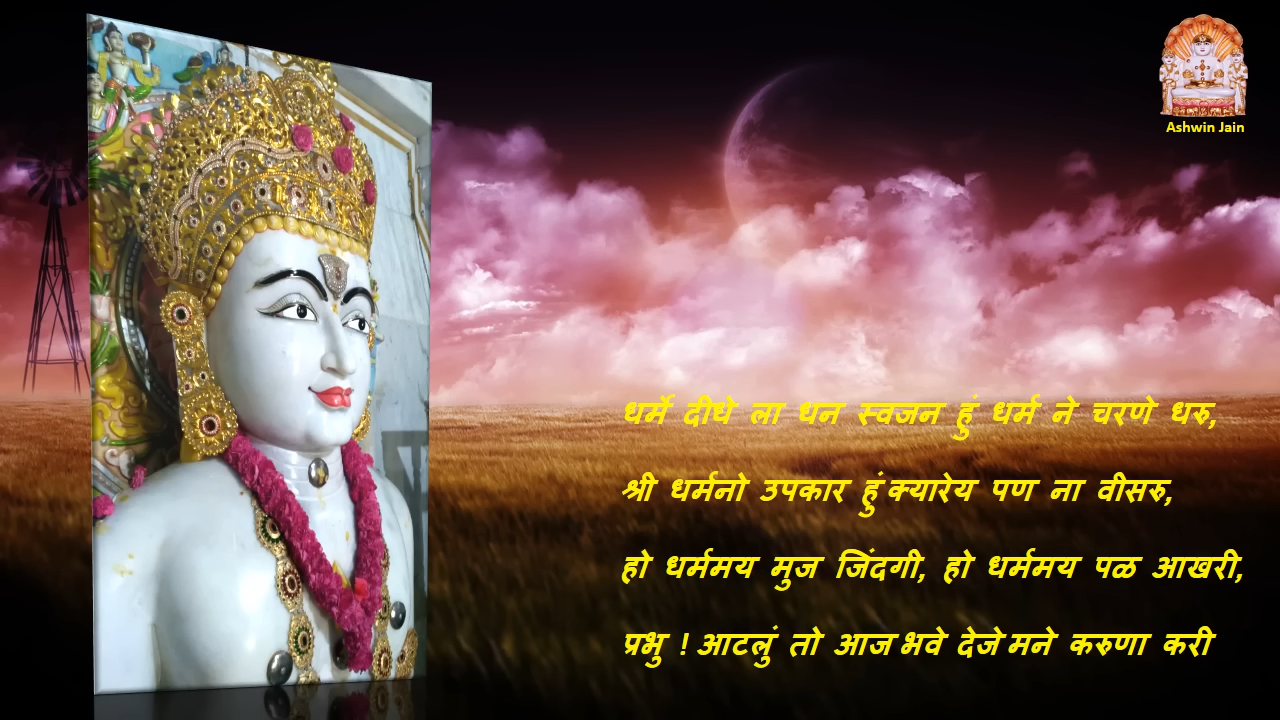 Ashwin Jain
धर्मे दीधे ला धन स्वजन हुं धर्म ने चरणे धरु,
श्री धर्मनो उपकार हुं क्यारेय पण ना वीसरु,
हो धर्ममय मुज जिंदगी, हो धर्ममय पळ आखरी,
प्रभु ! आटलुं तो आज भवे देजे मने करुणा करी